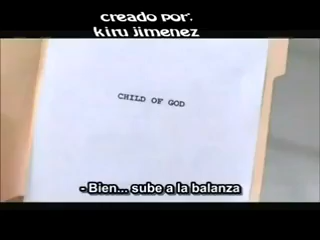 creado por:
kiru jimenez
CHILD OF GOD
- Bien... sube a la balanza